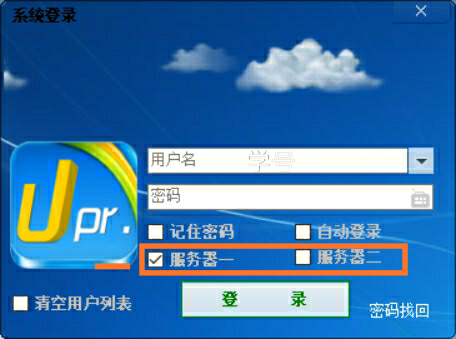 系统登录
用户名 学号
密码
记住密码 自动登录
服务器一 服务器二
Upr.
清空用户列表
登 录
密码找回